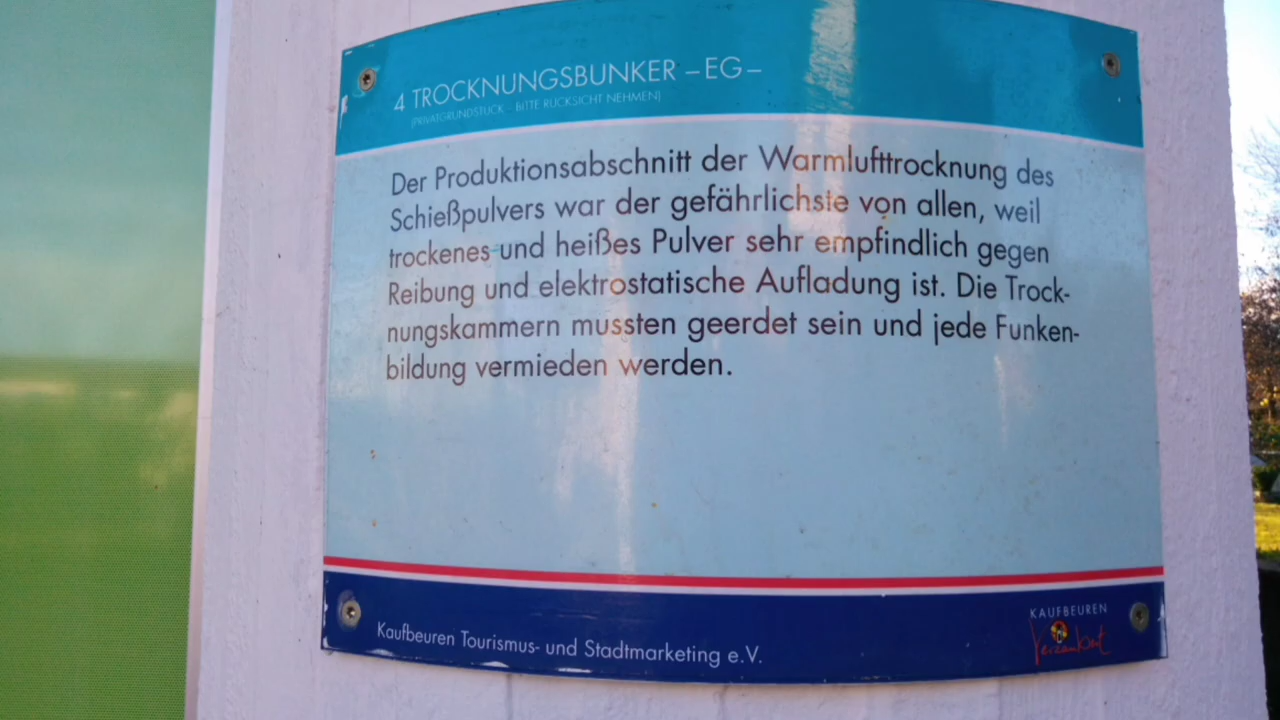 4 TROCKNUNGSBUNKER – EG –
(PRIVATGRUNDSTÜCK - BITTE RÜCKSICHT NEHMEN)
Der Produktionsabschnitt der Warmlufttrocknung des
Schießpulvers war der gefährlichste von allen, weil
trockenes und heißes Pulver sehr empfindlich gegen
Reibung und elektrostatische Aufladung ist. Die Trock-
nungskammern mussten geerdet sein und jede Funken-
bildung vermieden werden.
Kaufbeuren Tourismus- und Stadtmarketing e.V.
KAUFBEUREN
Verzaubert